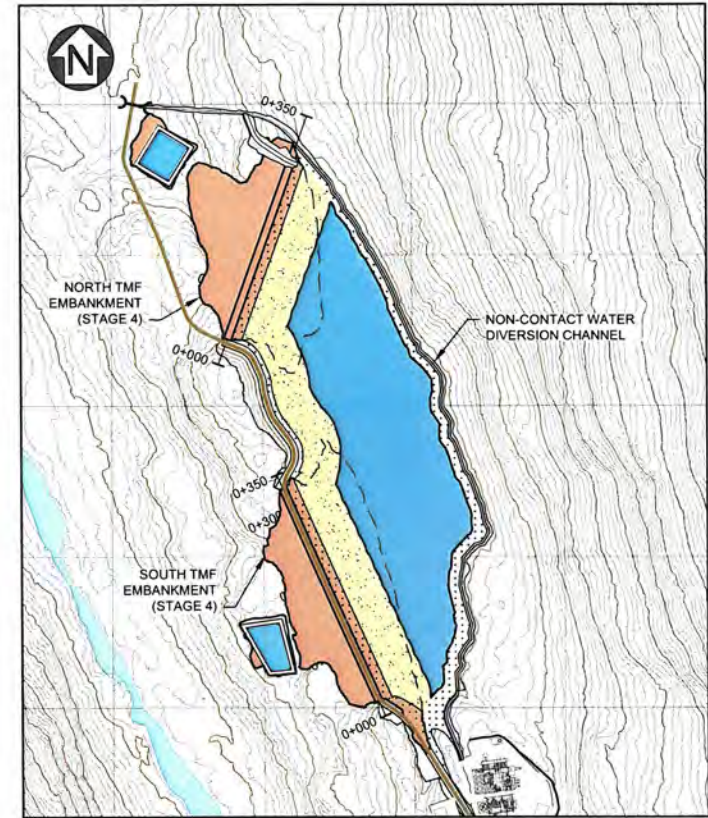 N
0+350
NORTH TMF
EMBANKMENT
(STAGE 4)
NON-CONTACT WATER
DIVERSION CHANNEL
0+000
0+350
0+300
SOUTH TMF
EMBANKMENT
(STAGE 4)
0+000